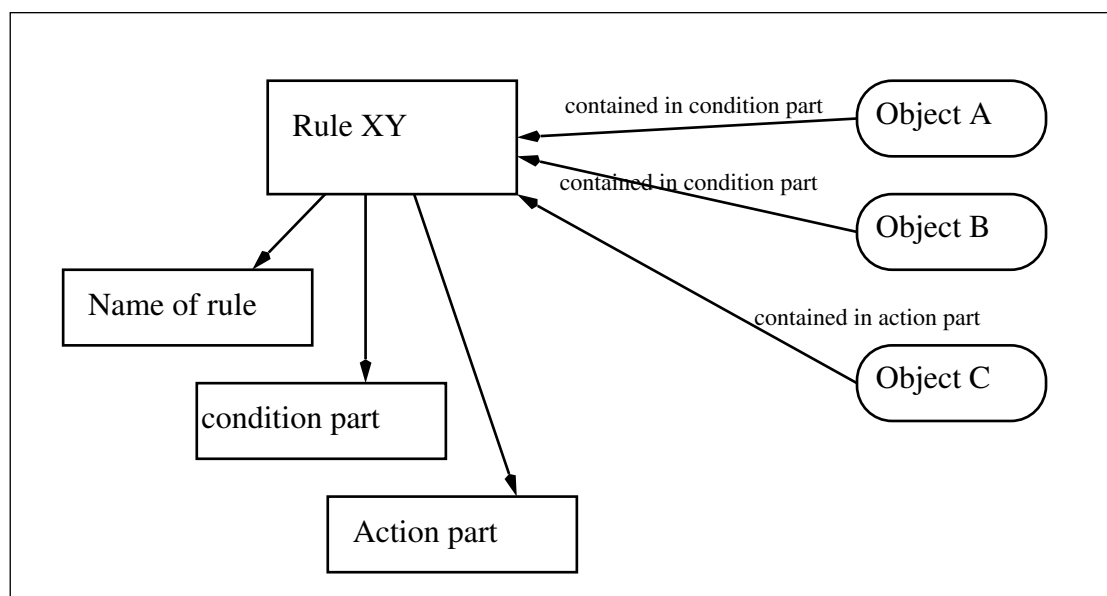 contained in condition part
Object A
Rule XY
contained in condition part
Object B
Name of rule
contained in action part
Object C
condition part
Action part